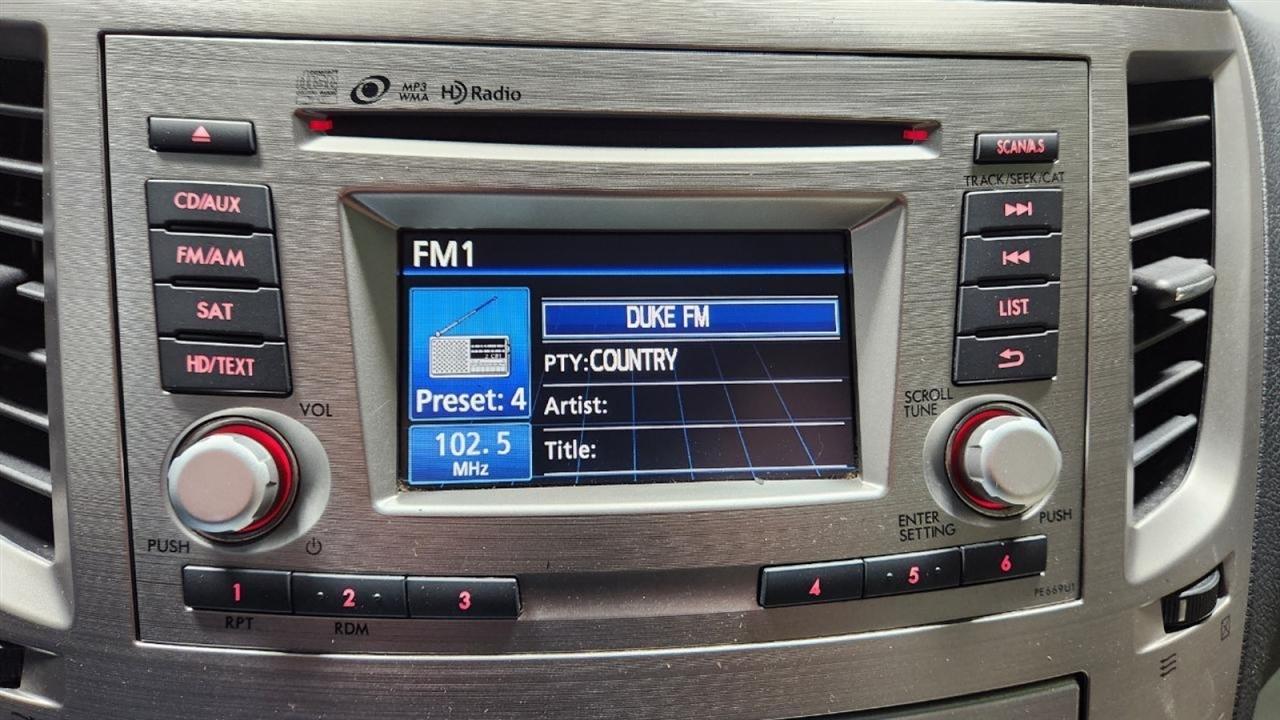 MP3
WMA
HD Radio
SCAN/A.S
TRACK/SEEK/CAT
CD/AUX
FM/AM
SAT
HD/TEXT
LIST
FM1
DUKE FM
PTY:COUNTRY
Artist:
Title:
Preset: 4
102.5
MHz
VOL
PUSH
SCROLL
TUNE
ENTER
SETTING
PUSH
1
2
3
4
5
6
RPT
RDM
PE669U1